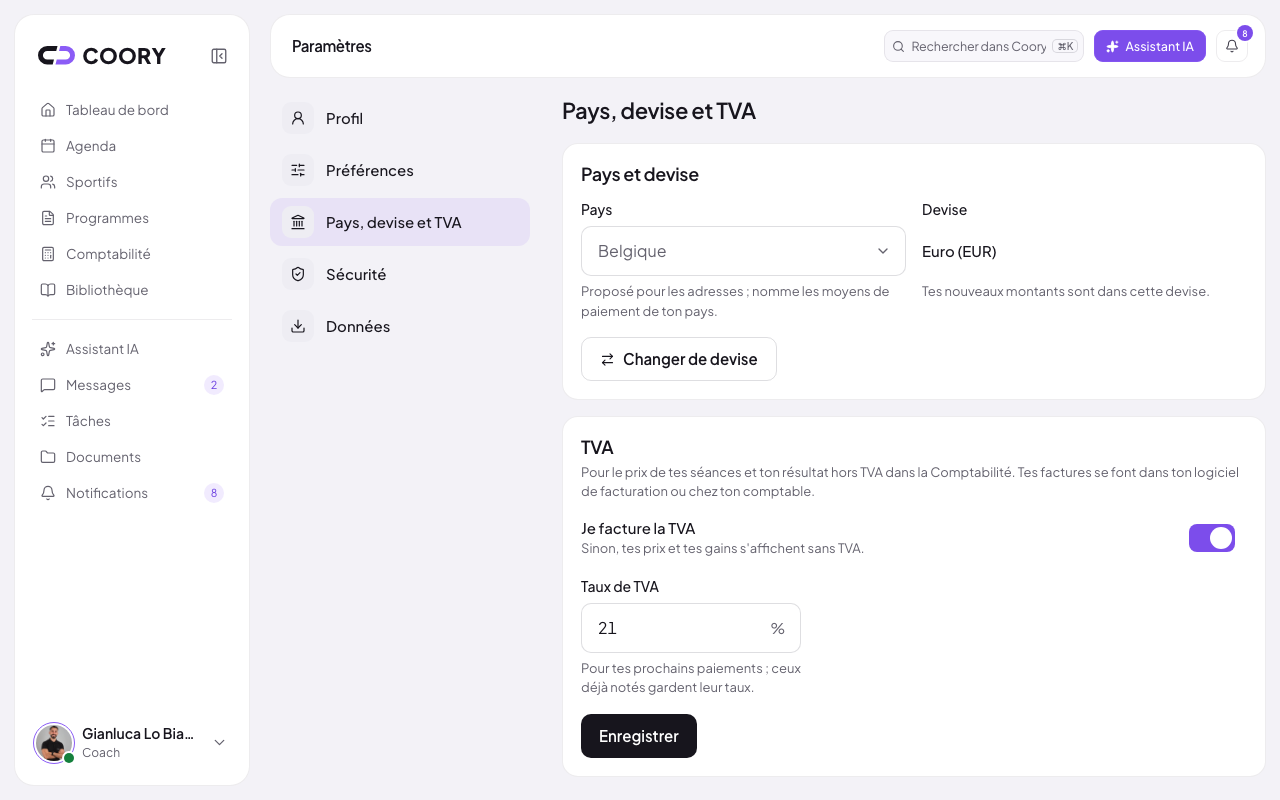 COORY
Tableau de bord
Agenda
Sportifs
Programmes
Comptabilité
Bibliothèque
Assistant IA
Messages 2
Tâches
Documents
Notifications 8
Gianluca Lo Bia...
Coach
Paramètres
Rechercher dans Coory ⌘K
Assistant IA
8
Profil
Préférences
Pays, devise et TVA
Sécurité
Données
Pays, devise et TVA
Pays et devise
Pays
Belgique
Proposé pour les adresses ; nomme les moyens de
paiement de ton pays.
Devise
Euro (EUR)
Tes nouveaux montants sont dans cette devise.
Changer de devise
TVA
Pour le prix de tes séances et ton résultat hors TVA dans la Comptabilité. Tes factures se font dans ton logiciel
de facturation ou chez ton comptable.
Je facture la TVA
Sinon, tes prix et tes gains s'affichent sans TVA.
Taux de TVA
21 %
Pour tes prochains paiements ; ceux
déjà notés gardent leur taux.
Enregistrer